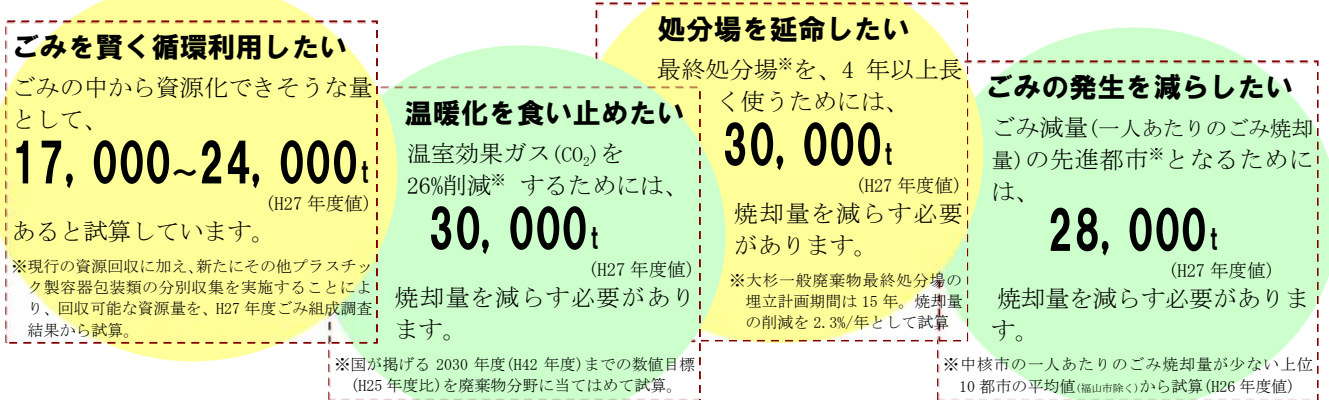 ごみを賢く循環利用したい
ごみの中から資源化できそうな量
として、
17,000~24,000t
(H27 年度値)
あると試算しています。
※現行の資源回収に加え、新たにその他プラスチッ
ク製容器包装類の分別収集を実施することによ
り、回収可能な資源量を、H27 年度ごみ組成調査
結果から試算。
温暖化を食い止めたい
温室効果ガス(CO₂)を
26%削減※ するためには、
30,000t
(H27 年度値)
焼却量を減らす必要があり
ます。
※国が掲げる 2030 年度(H42 年度)までの数値目標
(H25 年度比)を廃棄物分野に当てはめて試算。
処分場を延命したい
最終処分場※を、4 年以上長
く使うためには、
30,000t
(H27 年度値)
焼却量を減らす必要
があります。
※大杉一般廃棄物最終処分場の
埋立計画期間は 15 年。焼却量
の削減を 2.3%/年として試算
ごみの発生を減らしたい
ごみ減量(一人あたりのごみ焼却
量)の先進都市※となるために
は、
28,000t
(H27 年度値)
焼却量を減らす必要がありま
す。
※中核市の一人あたりのごみ焼却量が少ない上位
10 都市の平均値(福山市除く)から試算(H26 年度値)